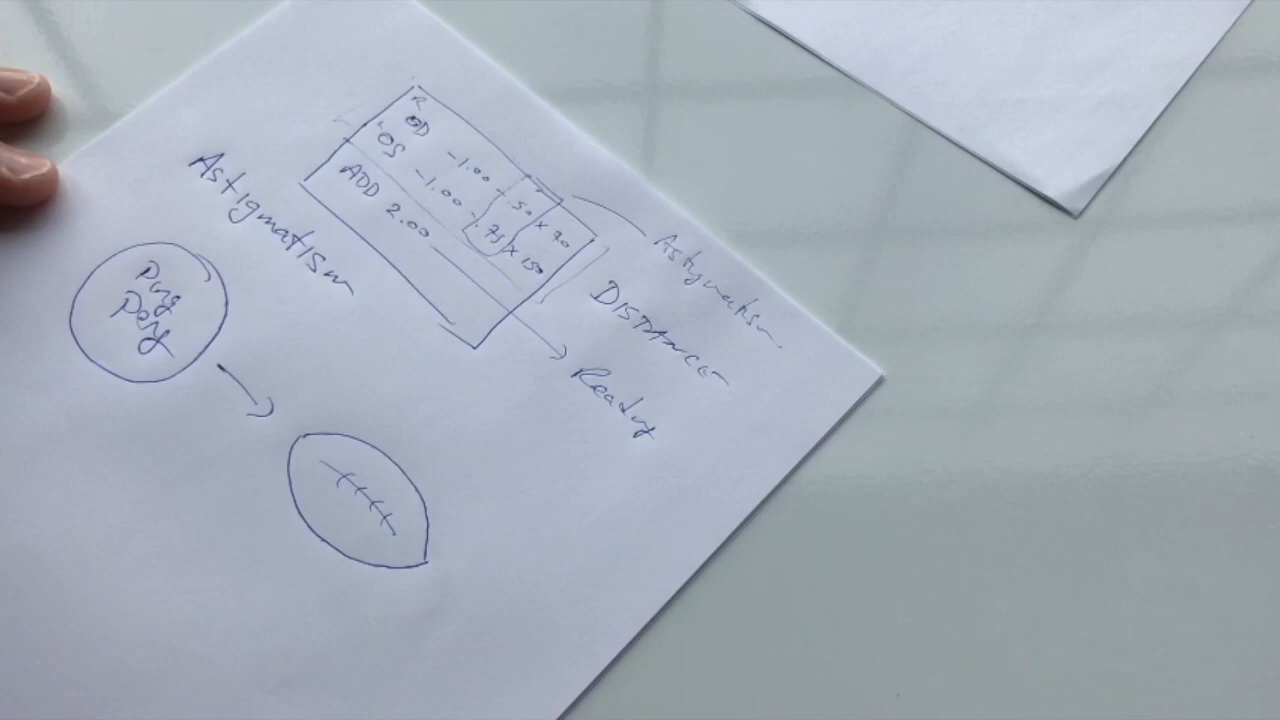 R
OD -1.00 -.50 x 90
OS -1.00 -.75 x 150
ADD 2.00
Astigmatism
DISTANCE
Reading
Astigmatism
Ping
Pong